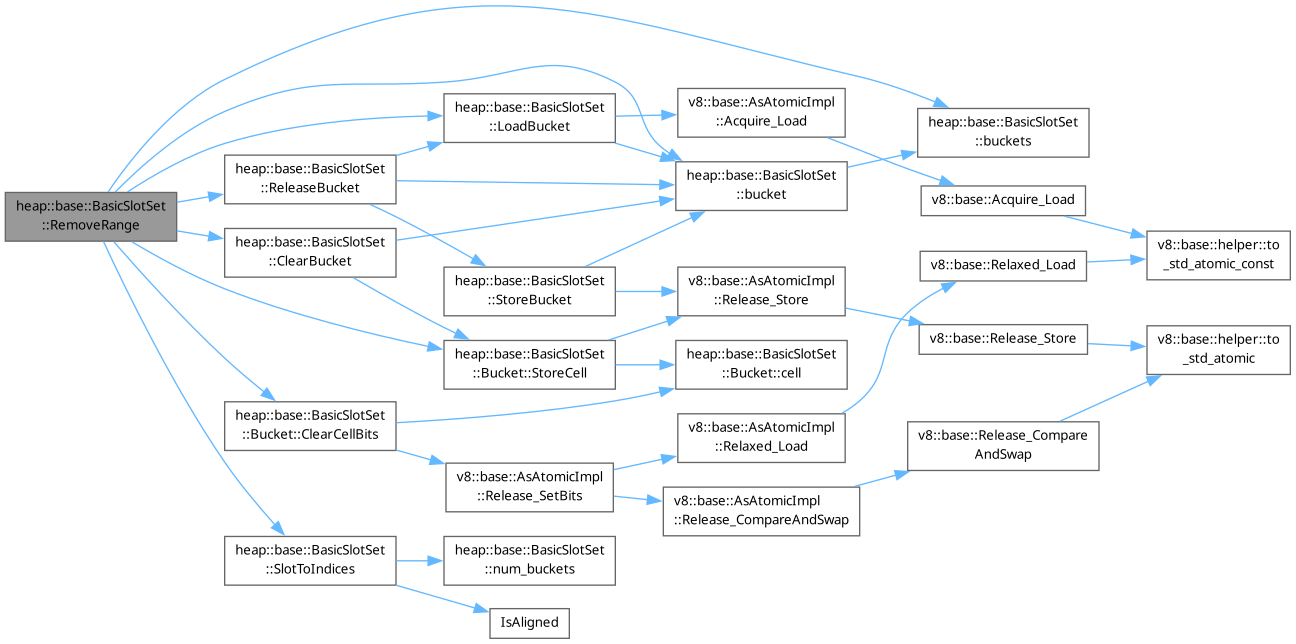 heap::base::BasicSlotSet
::RemoveRange
heap::base::BasicSlotSet
::ReleaseBucket
heap::base::BasicSlotSet
::ClearBucket
heap::base::BasicSlotSet
::Bucket::ClearCellBits
heap::base::BasicSlotSet
::SlotToIndices
heap::base::BasicSlotSet
::LoadBucket
heap::base::BasicSlotSet
::StoreBucket
heap::base::BasicSlotSet
::Bucket::StoreCell
v8::base::AsAtomicImpl
::Release_SetBits
heap::base::BasicSlotSet
::num_buckets
IsAligned
v8::base::AsAtomicImpl
::Acquire_Load
heap::base::BasicSlotSet
::bucket
v8::base::AsAtomicImpl
::Release_Store
heap::base::BasicSlotSet
::Bucket::cell
v8::base::AsAtomicImpl
::Relaxed_Load
v8::base::AsAtomicImpl
::Release_CompareAndSwap
heap::base::BasicSlotSet
::buckets
v8::base::Acquire_Load
v8::base::Relaxed_Load
v8::base::Release_Store
v8::base::Release_Compare
AndSwap
v8::base::helper::to
_std_atomic_const
v8::base::helper::to
_std_atomic